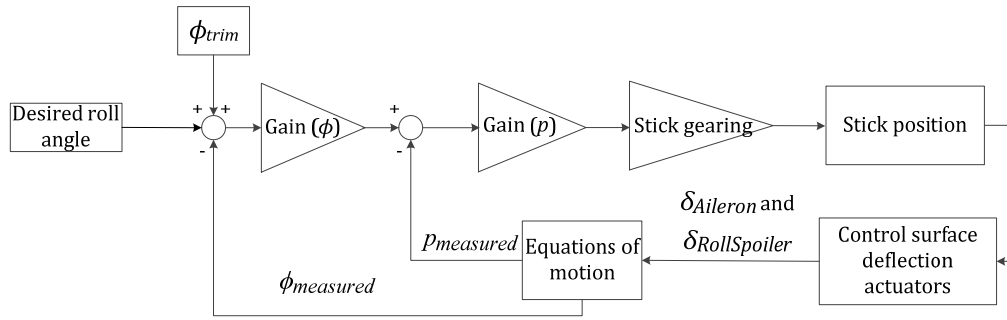 ϕtrim
+ +
-
Desired roll
angle
Gain (ϕ)
+
-
Gain (p)
Stick gearing
Stick position
δAileron and
δRollSpoiler
pmeasured
Equations of
motion
Control surface
deflection
actuators
ϕmeasured